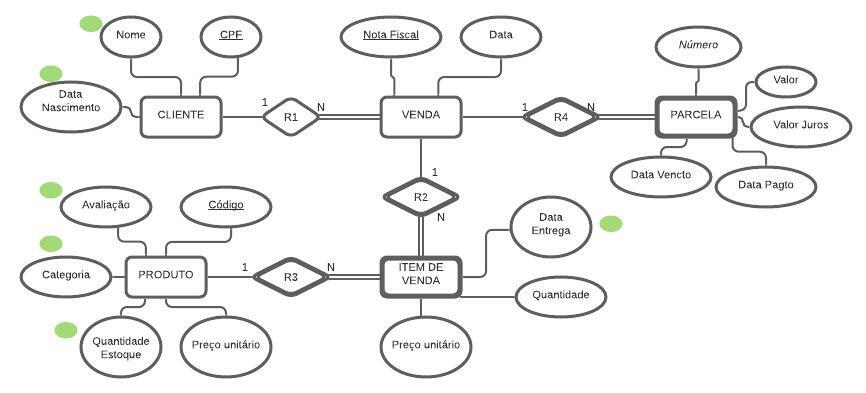 Nome
CPF
Nota Fiscal
Data
Número
Data
Nascimento
CLIENTE
1
R1
N
VENDA
1
R4
N
PARCELA
Valor
Valor Juros
Data Vencto
Data Pagto
1
R2
N
Avaliação
Código
Data
Entrega
Categoria
PRODUTO
1
R3
N
ITEM DE
VENDA
Quantidade
Quantidade
Estoque
Preço unitário
Preço unitário